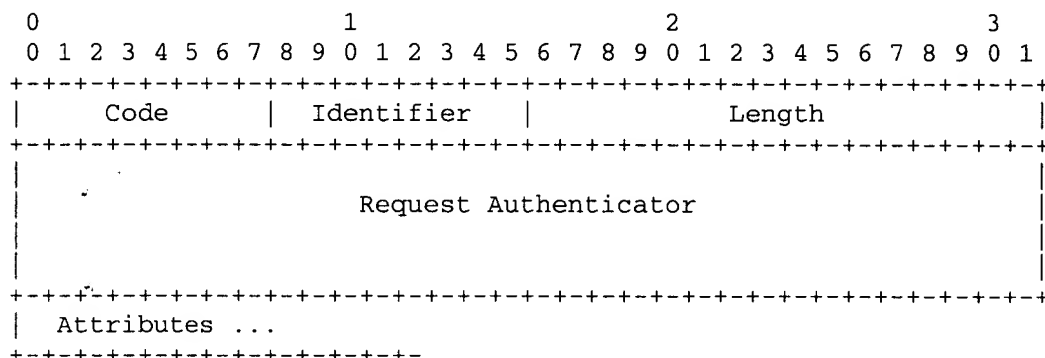 0                   1                   2                   3
 0 1 2 3 4 5 6 7 8 9 0 1 2 3 4 5 6 7 8 9 0 1 2 3 4 5 6 7 8 9 0 1
+-+-+-+-+-+-+-+-+-+-+-+-+-+-+-+-+-+-+-+-+-+-+-+-+-+-+-+-+-+-+-+-+
|     Code      |  Identifier   |            Length             |
+-+-+-+-+-+-+-+-+-+-+-+-+-+-+-+-+-+-+-+-+-+-+-+-+-+-+-+-+-+-+-+-+
|                                                               |
|                     Request Authenticator                     |
|                                                               |
|                                                               |
+-+-+-+-+-+-+-+-+-+-+-+-+-+-+-+-+-+-+-+-+-+-+-+-+-+-+-+-+-+-+-+-+
|  Attributes ...
+-+-+-+-+-+-+-+-+-+-+-+-+-